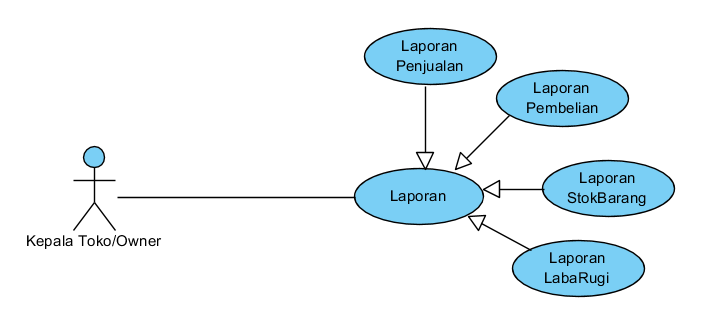 Laporan
Penjualan
Laporan
Pembelian
Laporan
StokBarang
Laporan
Kepala Toko/Owner
Laporan
LabaRugi